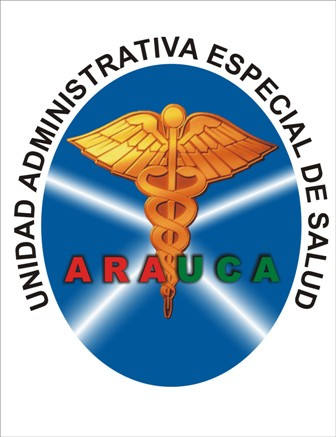 UNIDAD ADMINISTRATIVA ESPECIAL DE SALUD
ARAUCA